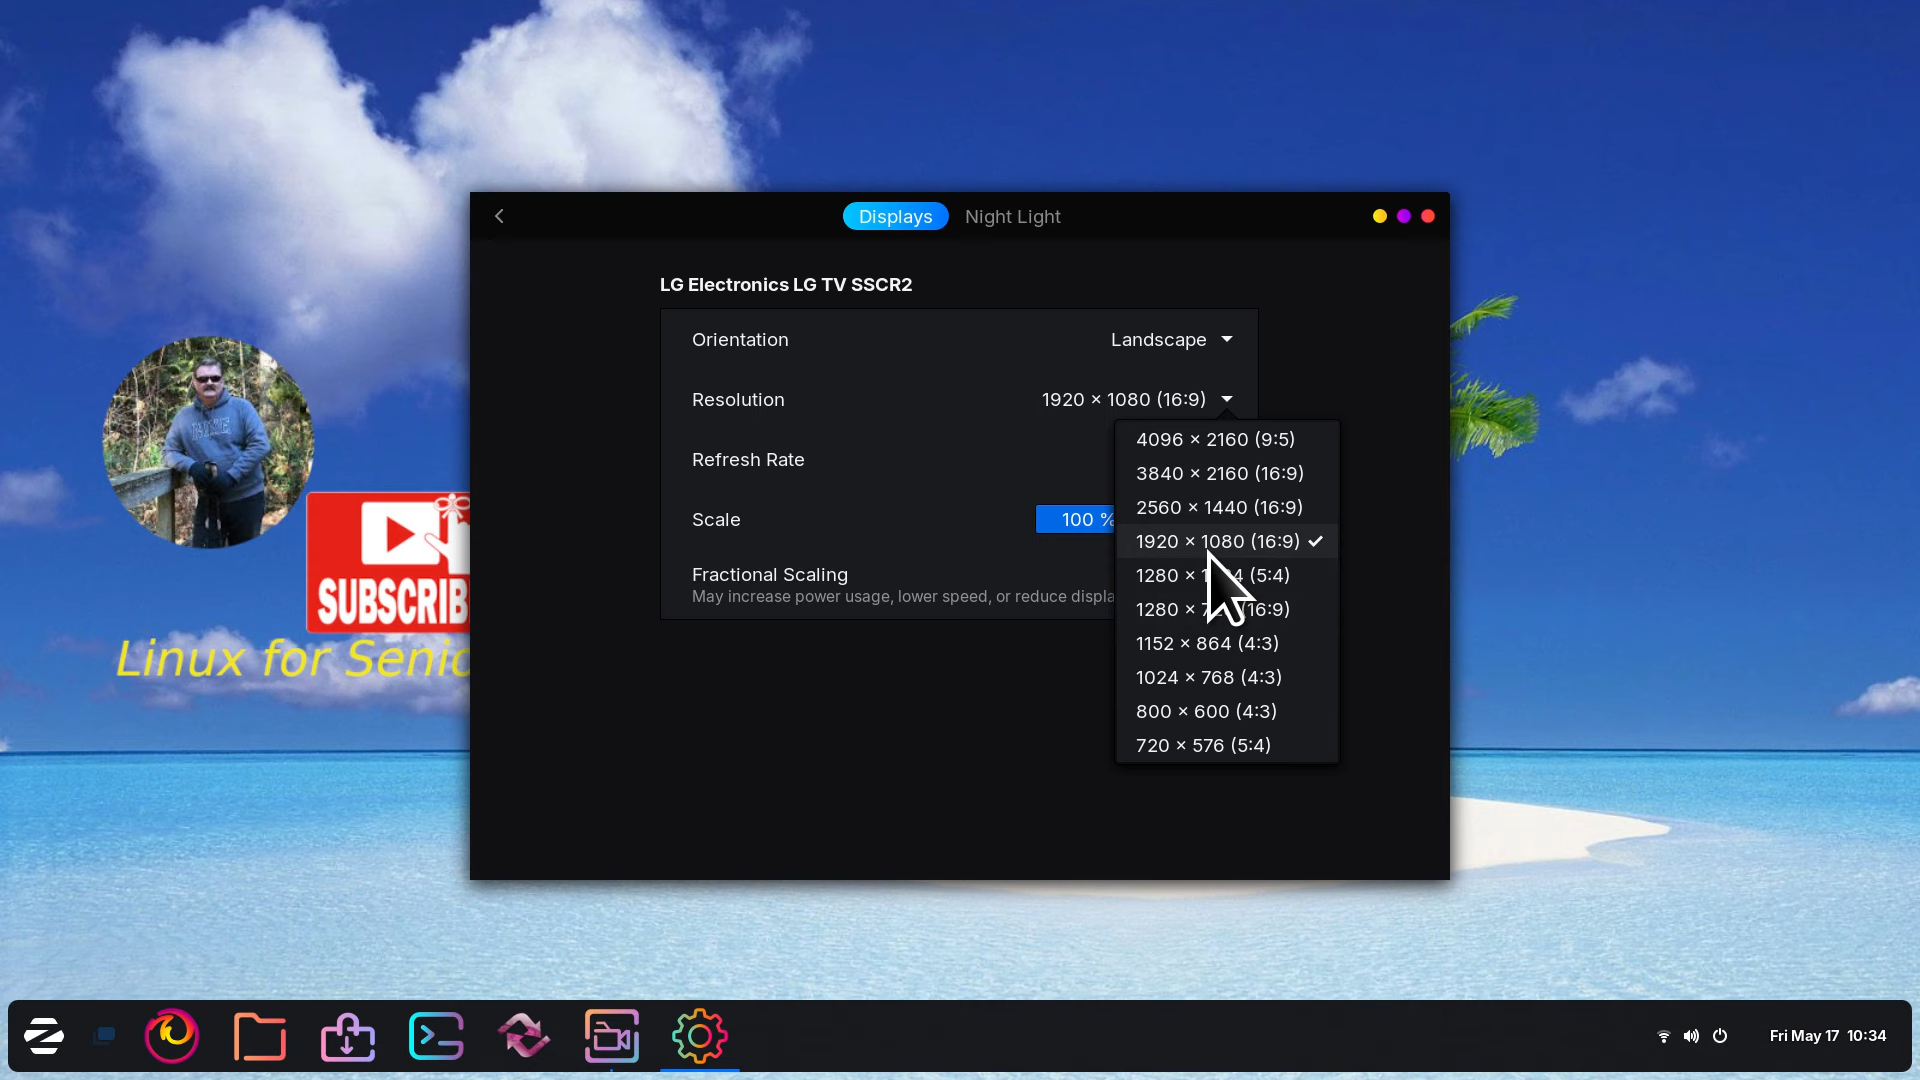 Displays Night Light
LG Electronics LG TV SSCR2
Orientation Landscape
Resolution 1920 × 1080 (16:9)
4096 × 2160 (9:5)
3840 × 2160 (16:9)
Refresh Rate
2560 × 1440 (16:9)
Scale 100 %
1920 × 1080 (16:9)
Fractional Scaling
1280 × (5:4)
May increase power usage, lower speed, or reduce
1280 × (16:9)
1152 × 864 (4:3)
1024 × 768 (4:3)
800 × 600 (4:3)
720 × 576 (5:4)
SUBSCRIB
Linux for
Fri May 17 10:34